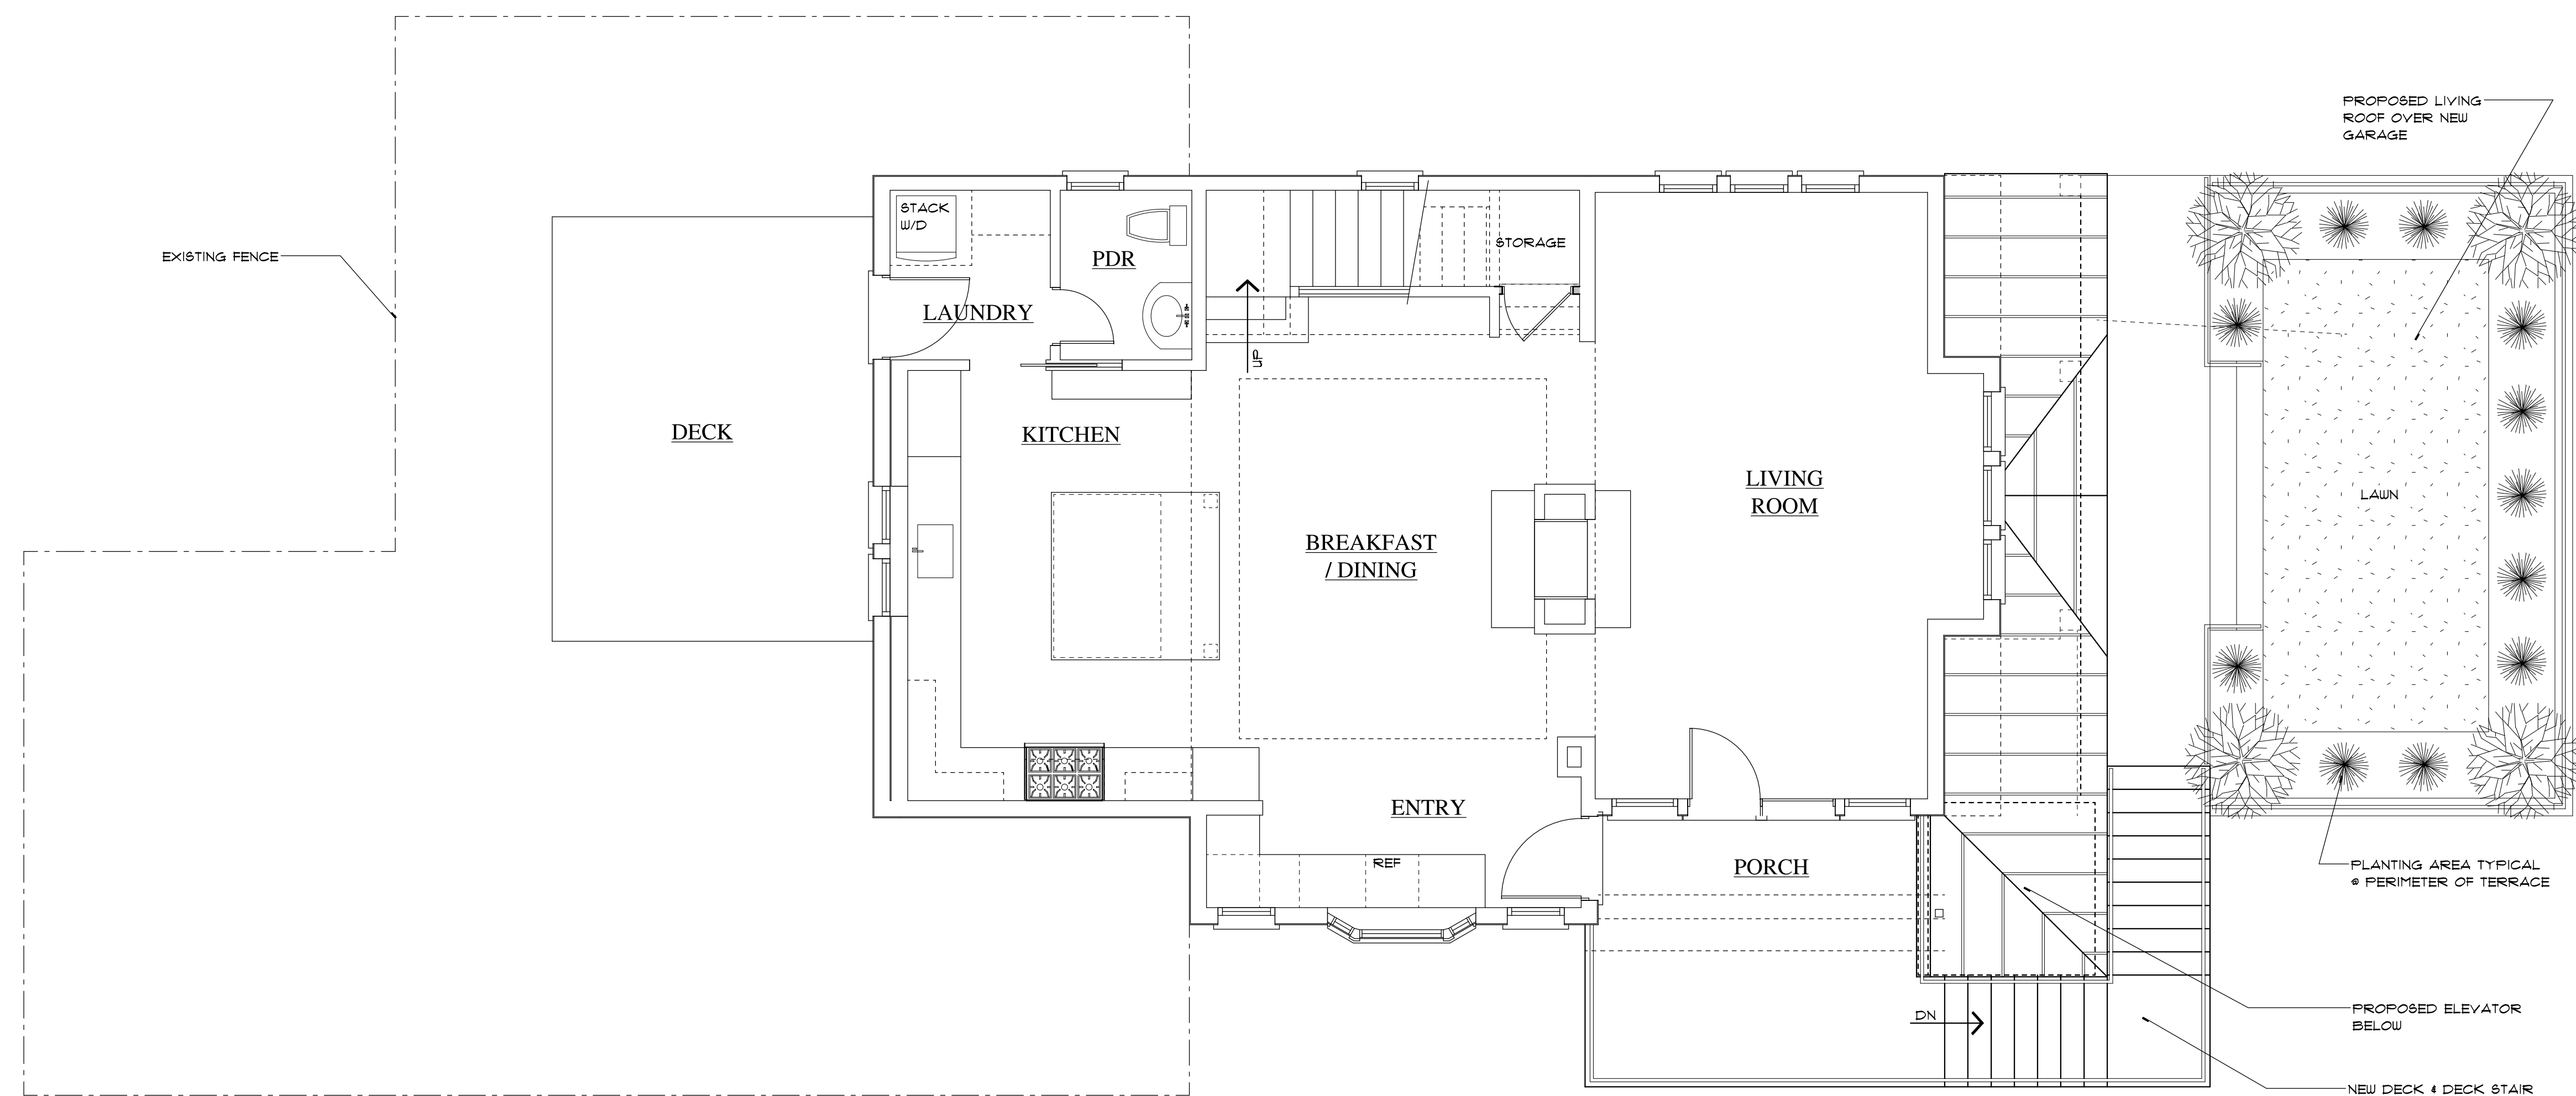 PROPOSED LIVING
ROOF OVER NEW
GARAGE
EXISTING FENCE
STACK
W/D
PDR
STORAGE
LAUNDRY
UP
DECK
KITCHEN
LIVING
ROOM
LAWN
BREAKFAST
/ DINING
ENTRY
REF
PORCH
PLANTING AREA TYPICAL
@ PERIMETER OF TERRACE
DN
PROPOSED ELEVATOR
BELOW
NEW DECK & DECK STAIR